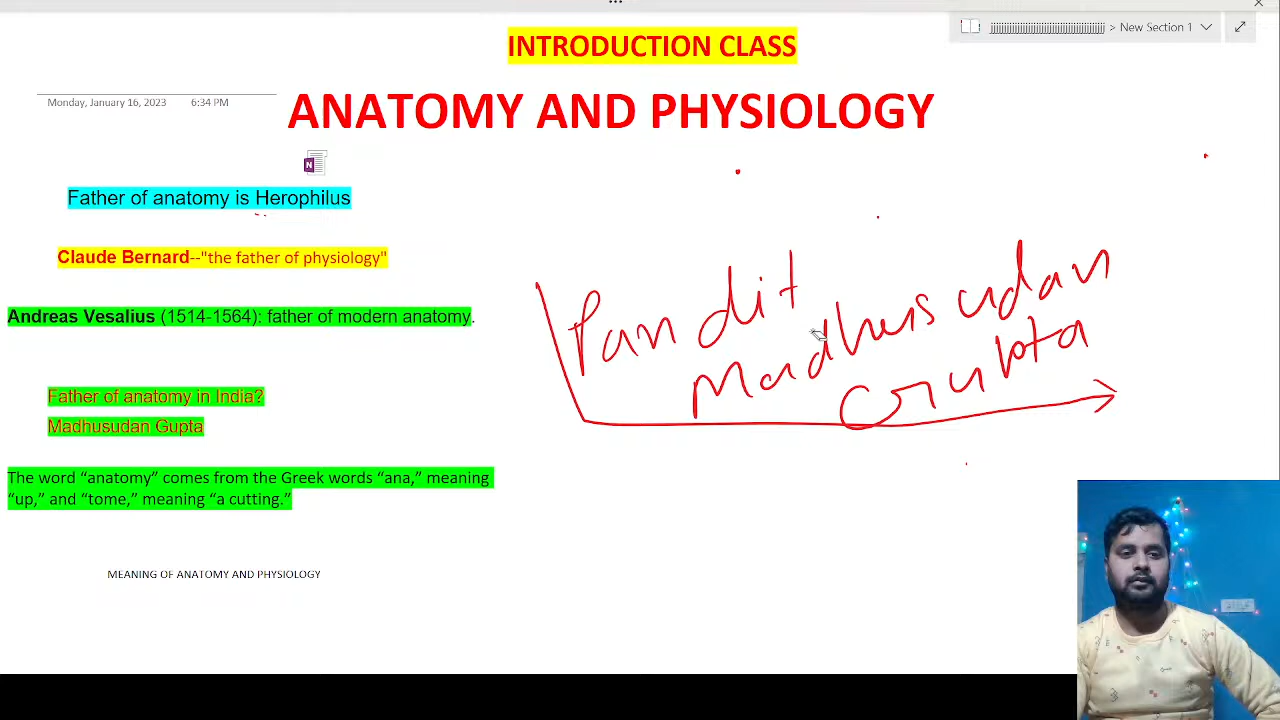 INTRODUCTION CLASS
jjjjjjjjjjjjjjjjjjjjjjjjjjjjjjjjjjjj > New Section 1
Monday, January 16, 2023 6:34 PM
ANATOMY AND PHYSIOLOGY
N
Father of anatomy is Herophilus
Claude Bernard--"the father of physiology"
Andreas Vesalius (1514-1564): father of modern anatomy.
Father of anatomy in India?
Madhusudan Gupta
The word “anatomy” comes from the Greek words “ana,” meaning
“up,” and “tome,” meaning “a cutting.”
MEANING OF ANATOMY AND PHYSIOLOGY
Pandit
Madhusudan
Gupta